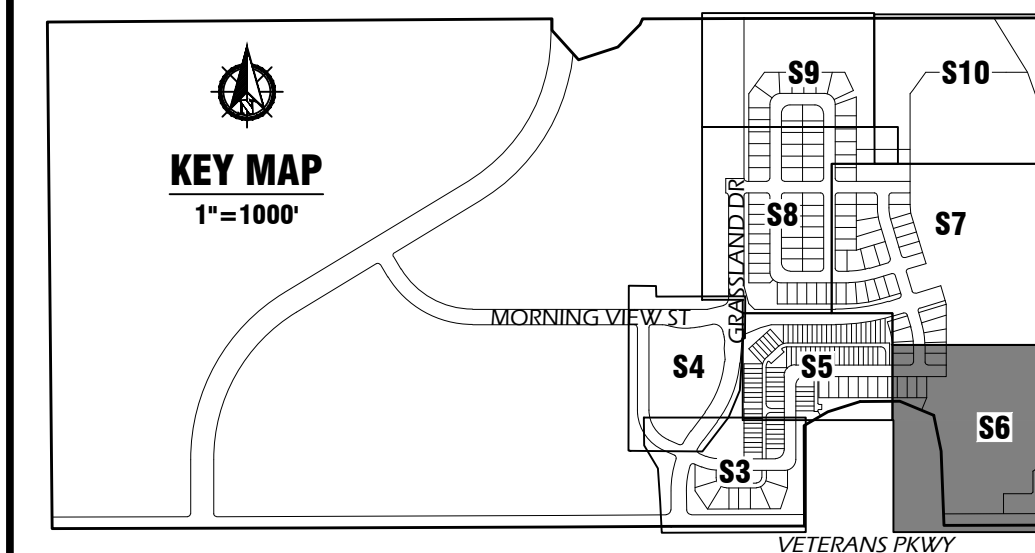 N
KEY MAP
1"=1000'
S9
S10
GRASSLAND DR
S8
S7
MORNING VIEW ST
S4
S5
S6
S3
VETERANS PKWY